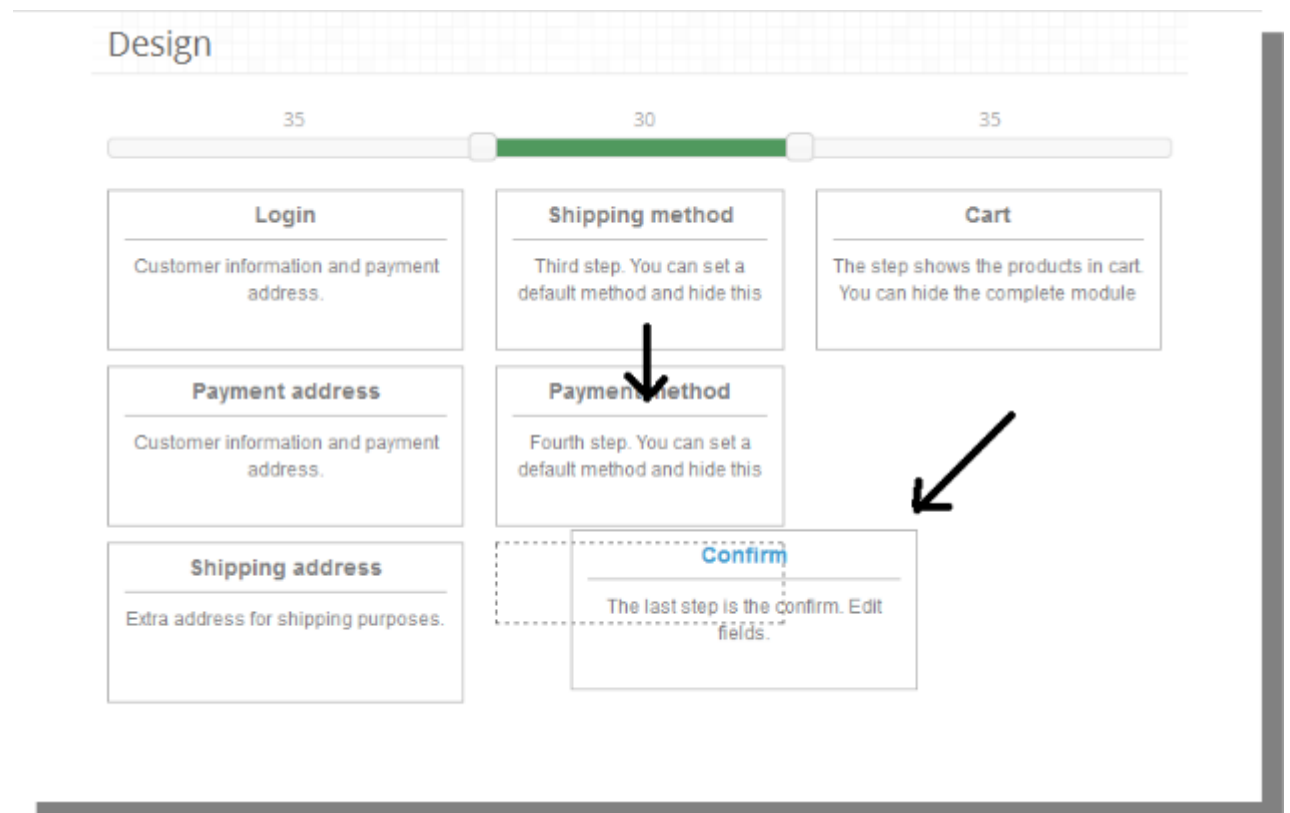 Design
35
30
35
Login
Customer information and payment
address.
Shipping method
Third step. You can set a
default method and hide this
Cart
The step shows the products in cart.
You can hide the complete module
Payment address
Customer information and payment
address.
Payment method
Fourth step. You can set a
default method and hide this
Shipping address
Extra address for shipping purposes.
Confirm
The last step is the confirm. Edit
fields.